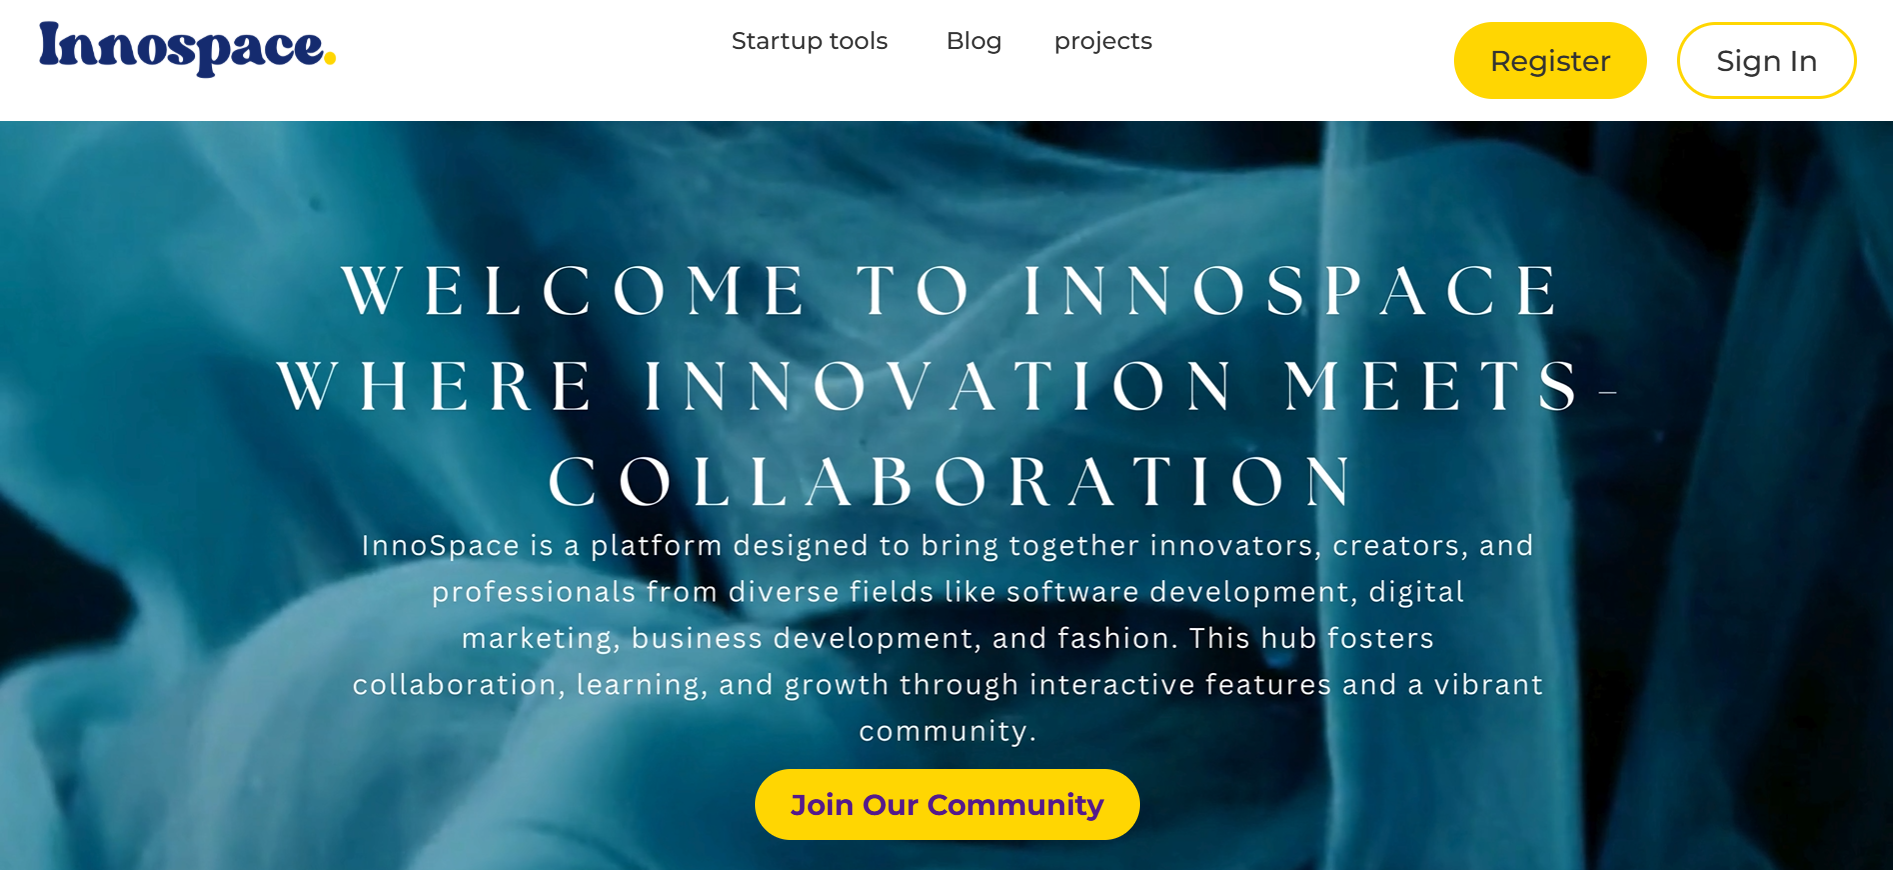 Innospace.
Startup tools
Blog
projects
Register
Sign In
WELCOME TO INNOSPACE
WHERE INNOVATION MEETS-
COLLABORATION
InnoSpace is a platform designed to bring together innovators, creators, and
professionals from diverse fields like software development, digital
marketing, business development, and fashion. This hub fosters
collaboration, learning, and growth through interactive features and a vibrant
community.
Join Our Community